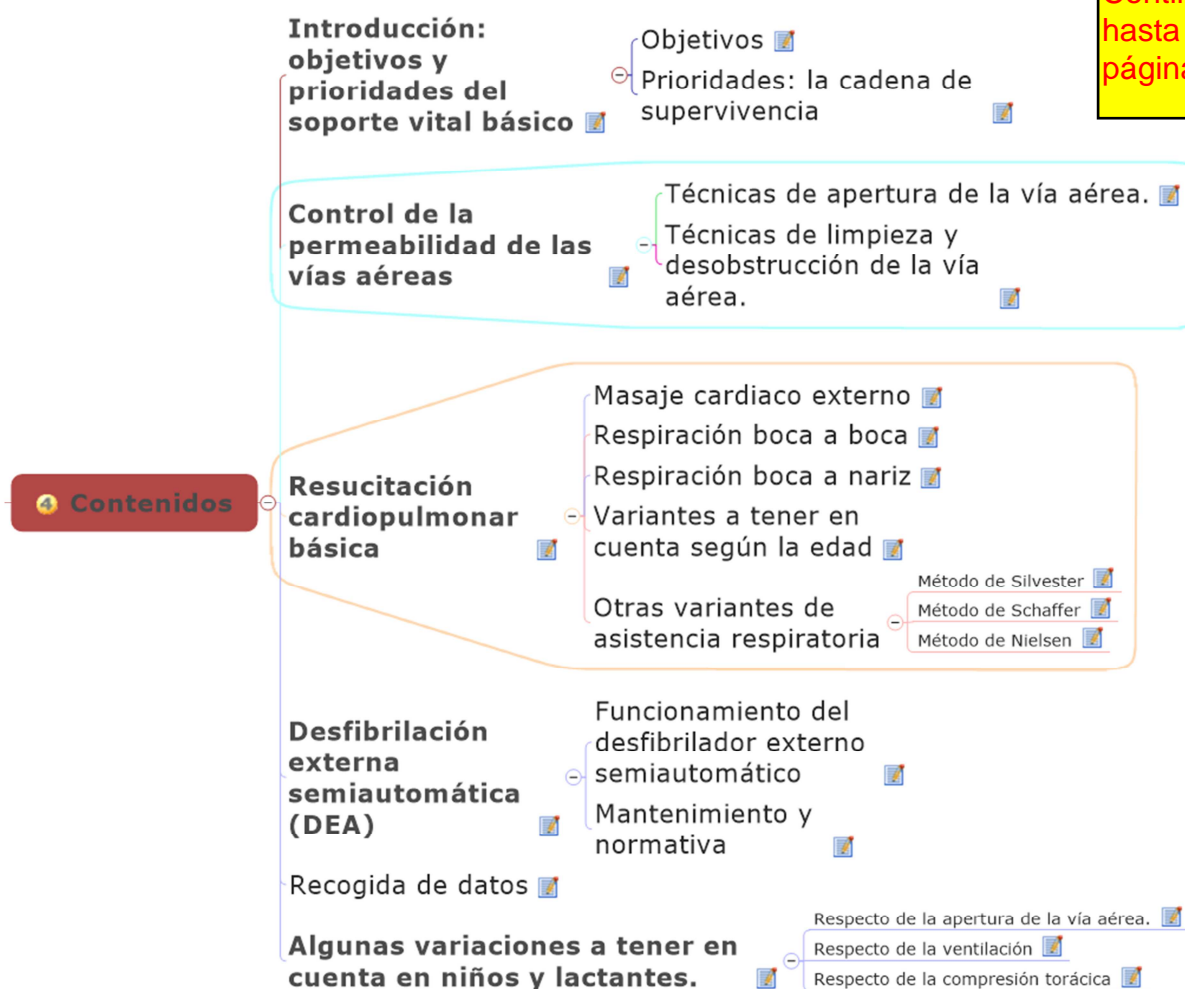 hasta
Introducción:
objetivos y
prioridades del
soporte vital básico
Objetivos
Prioridades: la cadena de
supervivencia
Control de la
permeabilidad de las
vías aéreas
Técnicas de apertura de la vía aérea.
Técnicas de limpieza y
desobstrucción de la vía
aérea.
4 Contenidos
Resucitación
cardiopulmonar
básica
Masaje cardiaco externo
Respiración boca a boca
Respiración boca a nariz
Variantes a tener en
cuenta según la edad
Otras variantes de
asistencia respiratoria
Método de Silvester
Método de Schaffer
Método de Nielsen
Desfibrilación
externa
semiautomática
(DEA)
Funcionamiento del
desfibrilador externo
semiautomático
Mantenimiento y
normativa
Recogida de datos
Algunas variaciones a tener en
cuenta en niños y lactantes.
Respecto de la apertura de la vía aérea.
Respecto de la ventilación
Respecto de la compresión torácica